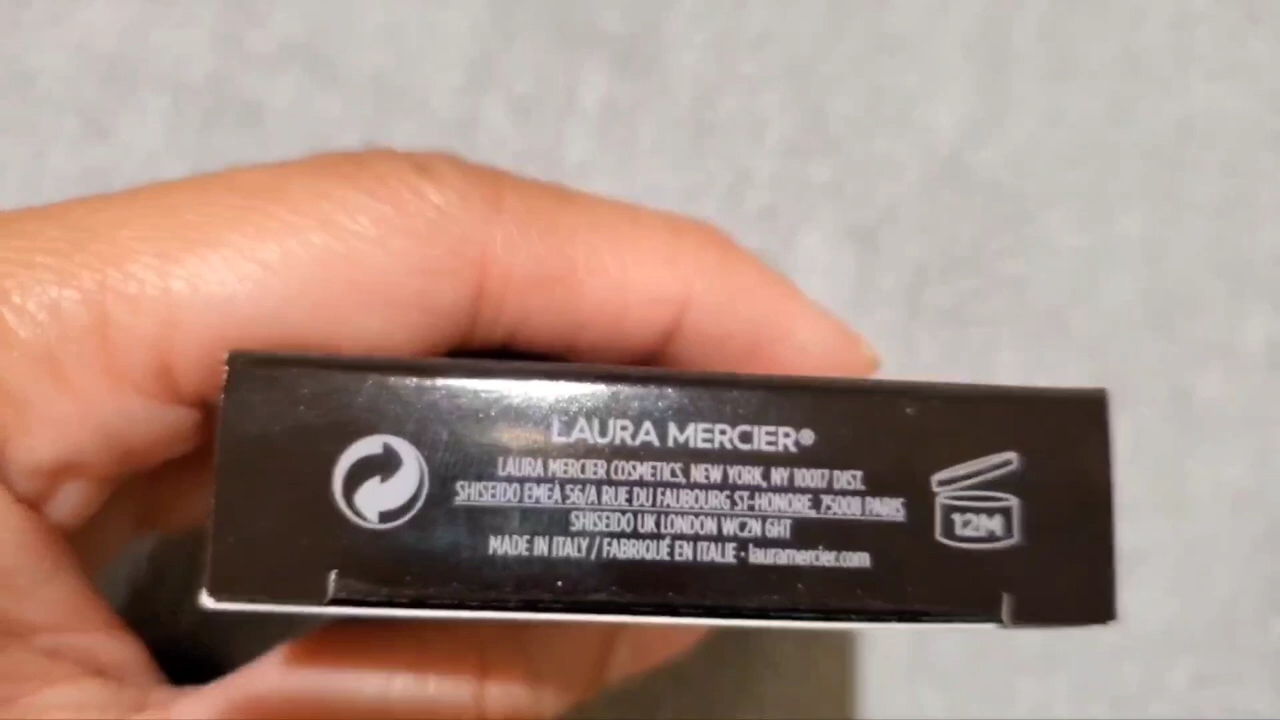 LAURA MERCIER®
LAURA MERCIER COSMETICS, NEW YORK, NY 10017 DIST.
SHISEIDO EMEA 56/A RUE DU FAUBOURG ST-HONORE, 75008 PARIS
SHISEIDO UK LONDON WC2N 6HT
MADE IN ITALY / FABRIQUÉ EN ITALIE · lauramercier.com
12M